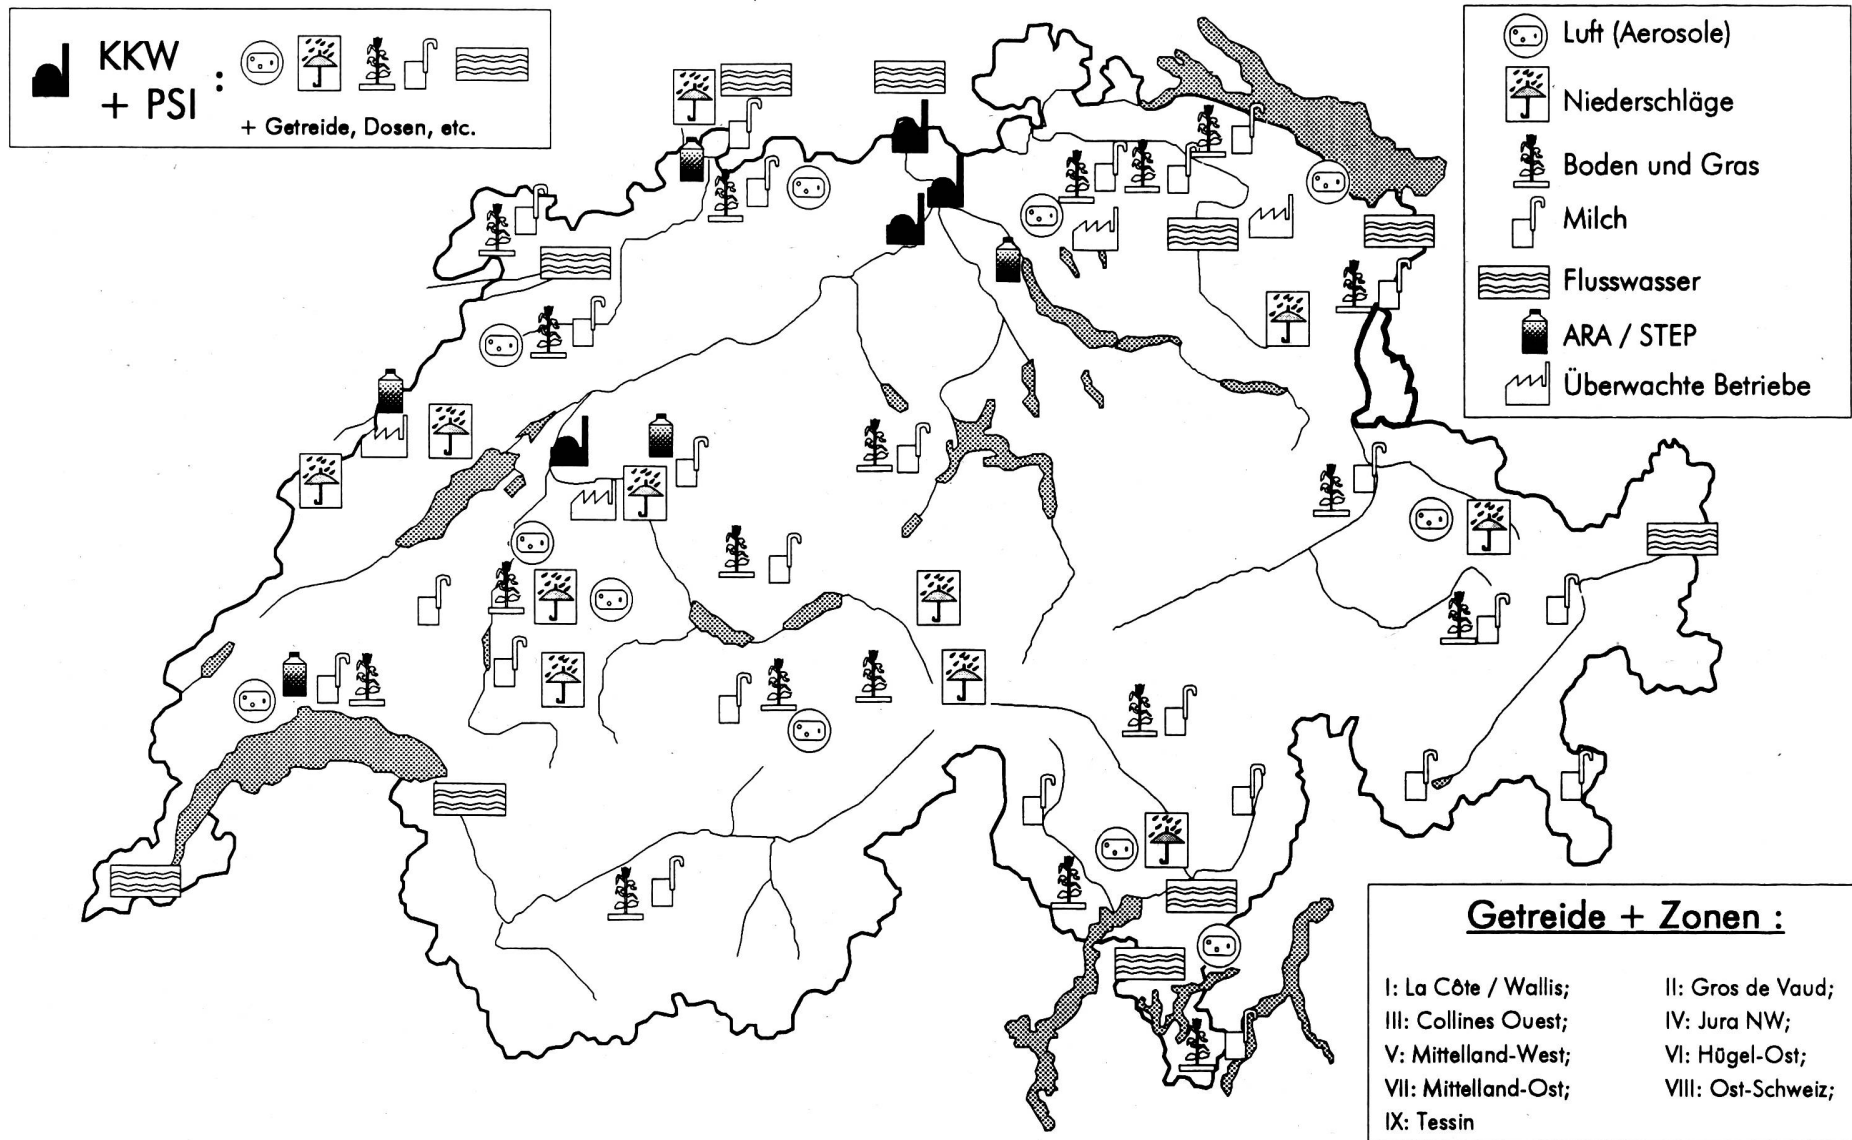 KKW
+ PSI :
+ Getreide, Dosen, etc.
Luft (Aerosole)
Niederschläge
Boden und Gras
Milch
Flusswasser
ARA / STEP
Überwachte Betriebe
Getreide + Zonen :
I: La Côte / Wallis; II: Gros de Vaud;
III: Collines Ouest; IV: Jura NW;
V: Mittelland-West; VI: Hügel-Ost;
VII: Mittelland-Ost; VIII: Ost-Schweiz;
IX: Tessin